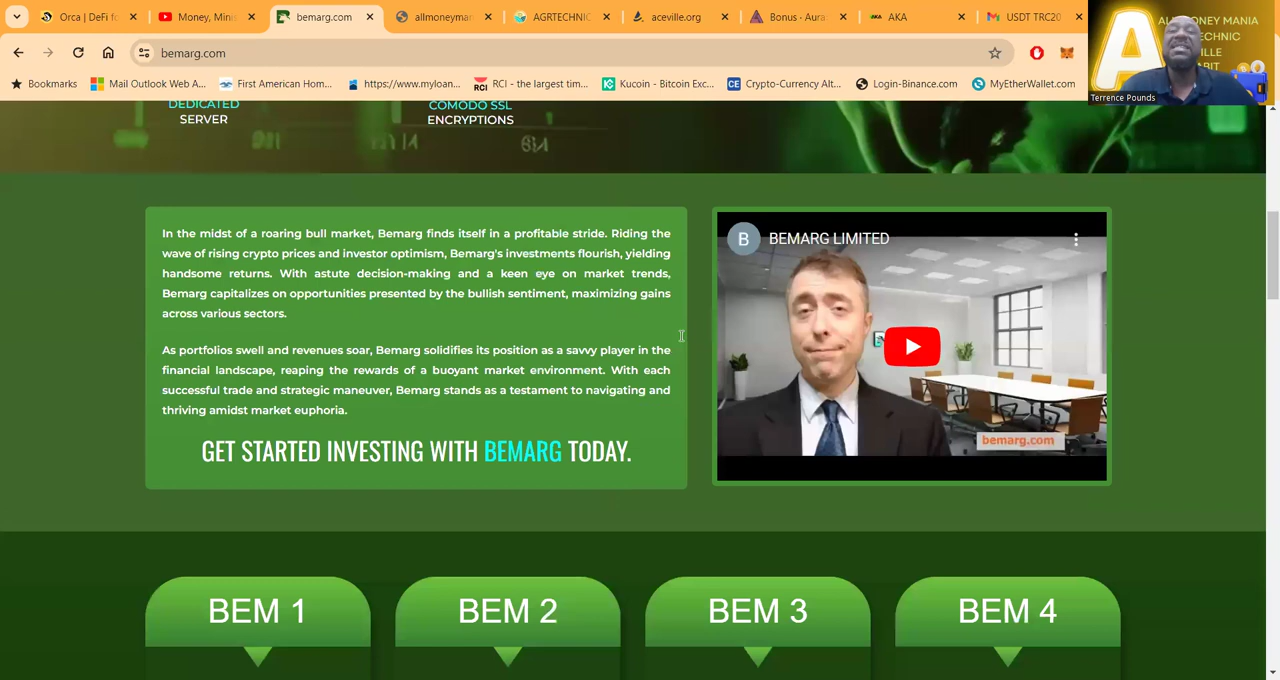 Orca | DeFi fo
Money, Minis
bemarg.com
allmoneyman
AGRTECHNIC
aceville.org
Bonus - Aura
AKA
USDT TRC20
bemarg.com
Bookmarks
Mail Outlook Web A...
First American Hom...
https://www.myloan...
RCI - the largest tim...
Kucoin - Bitcoin Exc...
Crypto-Currency Alt...
Login-Binance.com
MyEtherWallet.com
Terrence Pounds
DEDICATED
SERVER
COMODO SSL
ENCRYPTIONS
In the midst of a roaring bull market, Bemarg finds itself in a profitable stride. Riding the
wave of rising crypto prices and investor optimism, Bemarg's investments flourish, yielding
handsome returns. With astute decision-making and a keen eye on market trends,
Bemarg capitalizes on opportunities presented by the bullish sentiment, maximizing gains
across various sectors.
As portfolios swell and revenues soar, Bemarg solidifies its position as a savvy player in the
financial landscape, reaping the rewards of a buoyant market environment. With each
successful trade and strategic maneuver, Bemarg stands as a testament to navigating and
thriving amidst market euphoria.
GET STARTED INVESTING WITH BEMARG TODAY.
B
BEMARG LIMITED
bemarg.com
BEM 1
BEM 2
BEM 3
BEM 4